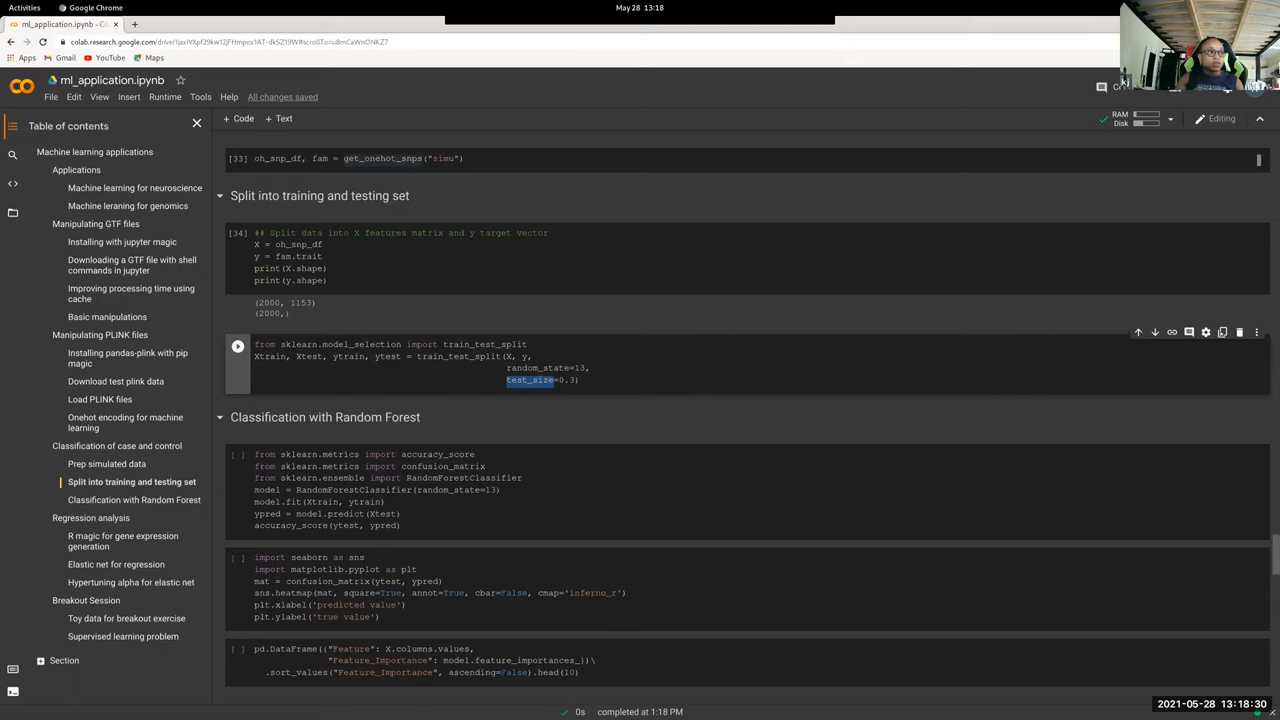 Activities
Google Chrome
May 28 13:18
ml_application.ipynb - Co
colab.research.google.com/drive/
Apps
Gmail
YouTube
Maps
ml_application.ipynb
File Edit View Insert Runtime Tools Help All changes saved
RAM
Disk
Editing
+ Code + Text
Table of contents
Machine learning applications
Applications
Machine learning for neuroscience
Machine leraning for genomics
Manipulating GTF files
Installing with jupyter magic
Downloading a GTF file with shell
commands in jupyter
Improving processing time using
cache
Basic manipulations
Manipulating PLINK files
Installing pandas-plink with pip
magic
Download test plink data
Load PLINK files
Onehot encoding for machine
learning
Classification of case and control
Prep simulated data
Split into training and testing set
Classification with Random Forest
Regression analysis
R magic for gene expression
generation
Elastic net for regression
Hypertuning alpha for elastic net
Breakout Session
Toy data for breakout exercise
Supervised learning problem
Section
[33] oh_snp_df, fam = get_onehot_snps("simu")
Split into training and testing set
[34] ## Split data into X features matrix and y target vector
X = oh_snp_df
y = fam.trait
print(X.shape)
print(y.shape)
(2000, 1153)
(2000,)
from sklearn.model_selection import train_test_split
Xtrain, Xtest, ytrain, ytest = train_test_split(X, y,
random_state=13,
test_size=0.3)
Classification with Random Forest
[ ] from sklearn.metrics import accuracy_score
from sklearn.metrics import confusion_matrix
from sklearn.ensemble import RandomForestClassifier
model = RandomForestClassifier(random_state=13)
model.fit(Xtrain, ytrain)
ypred = model.predict(Xtest)
accuracy_score(ytest, ypred)
[ ] import seaborn as sns
import matplotlib.pyplot as plt
mat = confusion_matrix(ytest, ypred)
sns.heatmap(mat, square=True, annot=True, cbar=False, cmap='inferno_r')
plt.xlabel('predicted value')
plt.ylabel('true value')
[ ] pd.DataFrame({"Feature": X.columns.values,
"Feature_Importance": model.feature_importances_})\
.sort_values("Feature_Importance", ascending=False).head(10)
0s completed at 1:18 PM
2021-05-28 13:18:30